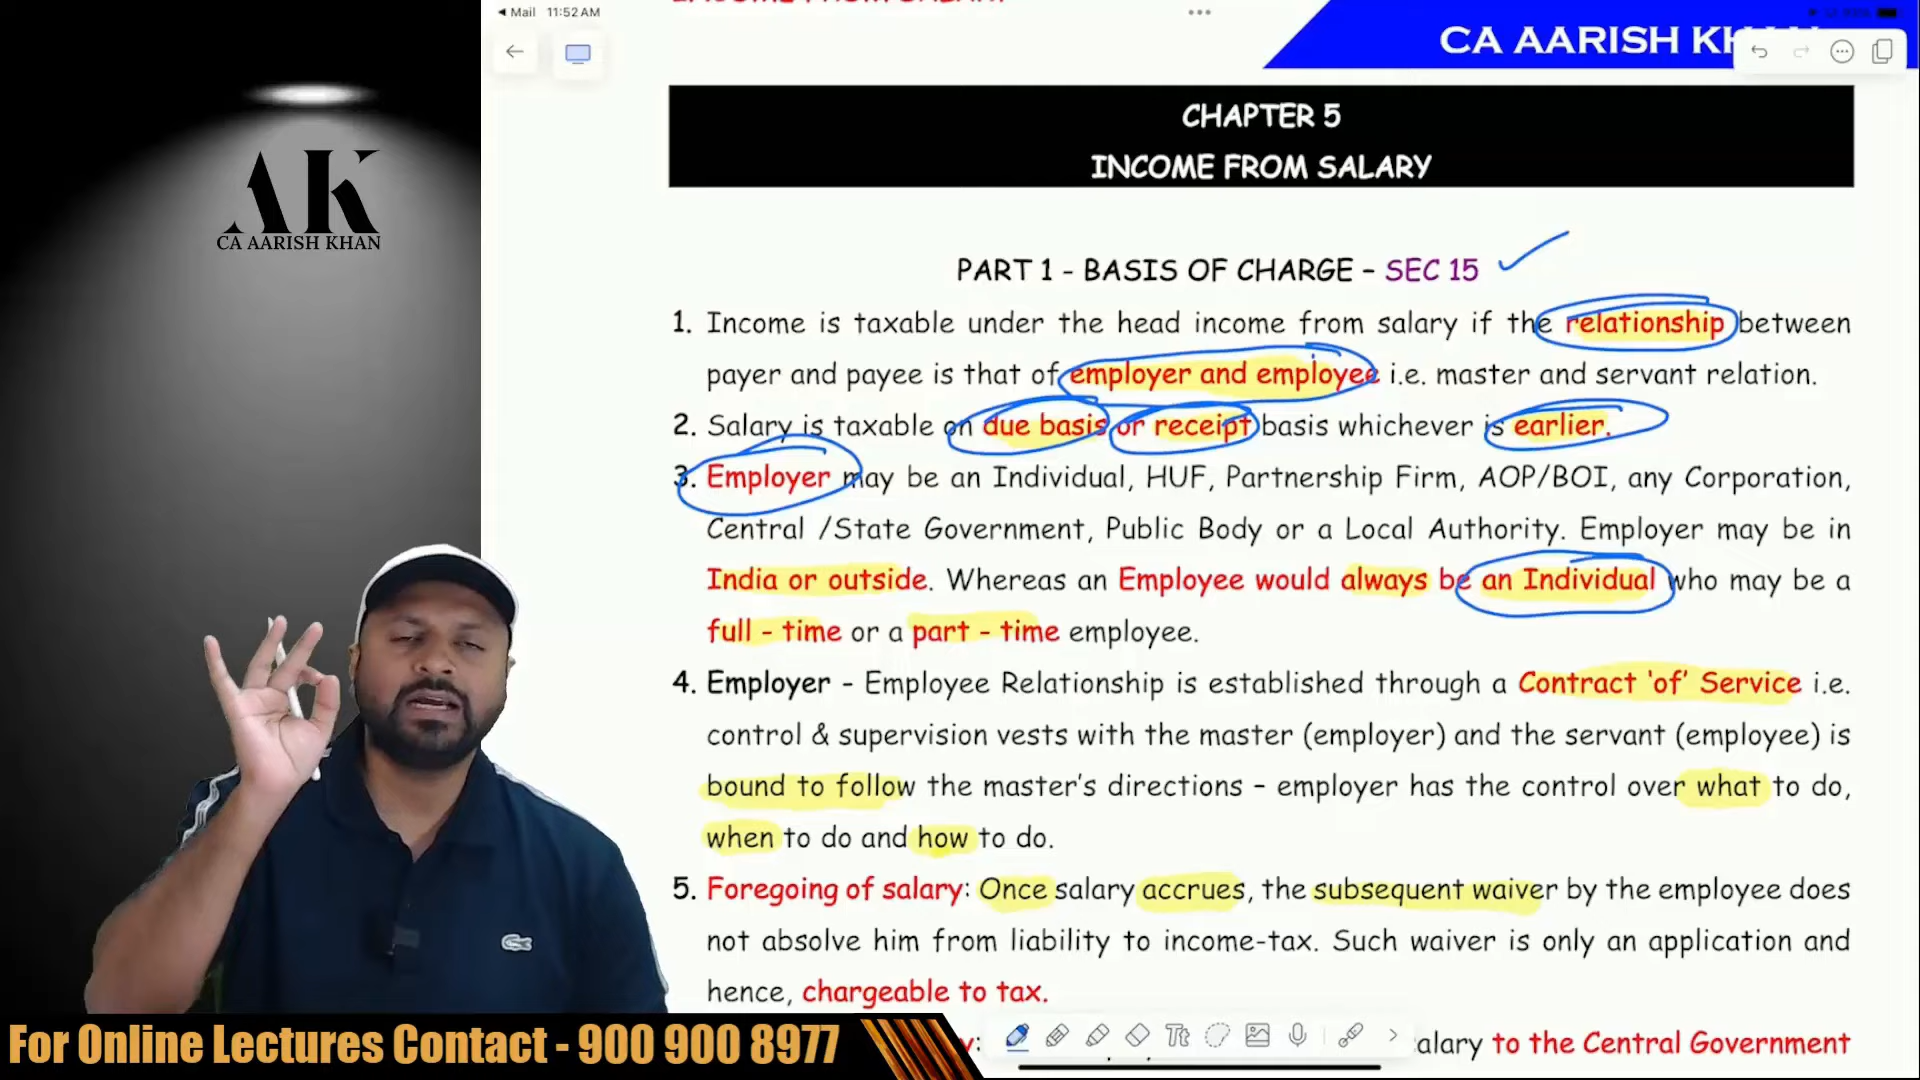 Mail 11:52 AM
CA AARISH
CHAPTER 5
INCOME FROM SALARY
AK
CA AARISH KHAN
PART 1 - BASIS OF CHARGE – SEC 15
1. Income is taxable under the head income from salary if the relationship between
payer and payee is that of employer and employee i.e. master and servant relation.
2. Salary is taxable on due basis or receipt basis whichever is earlier.
3. Employer may be an Individual, HUF, Partnership Firm, AOP/BOI, any Corporation,
Central /State Government, Public Body or a Local Authority. Employer may be in
India or outside. Whereas an Employee would always be an Individual who may be a
full - time or a part - time employee.
4. Employer - Employee Relationship is established through a Contract ‘of’ Service i.e.
control & supervision vests with the master (employer) and the servant (employee) is
bound to follow the master’s directions – employer has the control over what to do,
when to do and how to do.
5. Foregoing of salary: Once salary accrues, the subsequent waiver by the employee does
not absolve him from liability to income-tax. Such waiver is only an application and
hence, chargeable to tax.
to the Central Government
For Online Lectures Contact - 900 900 8977
Tt